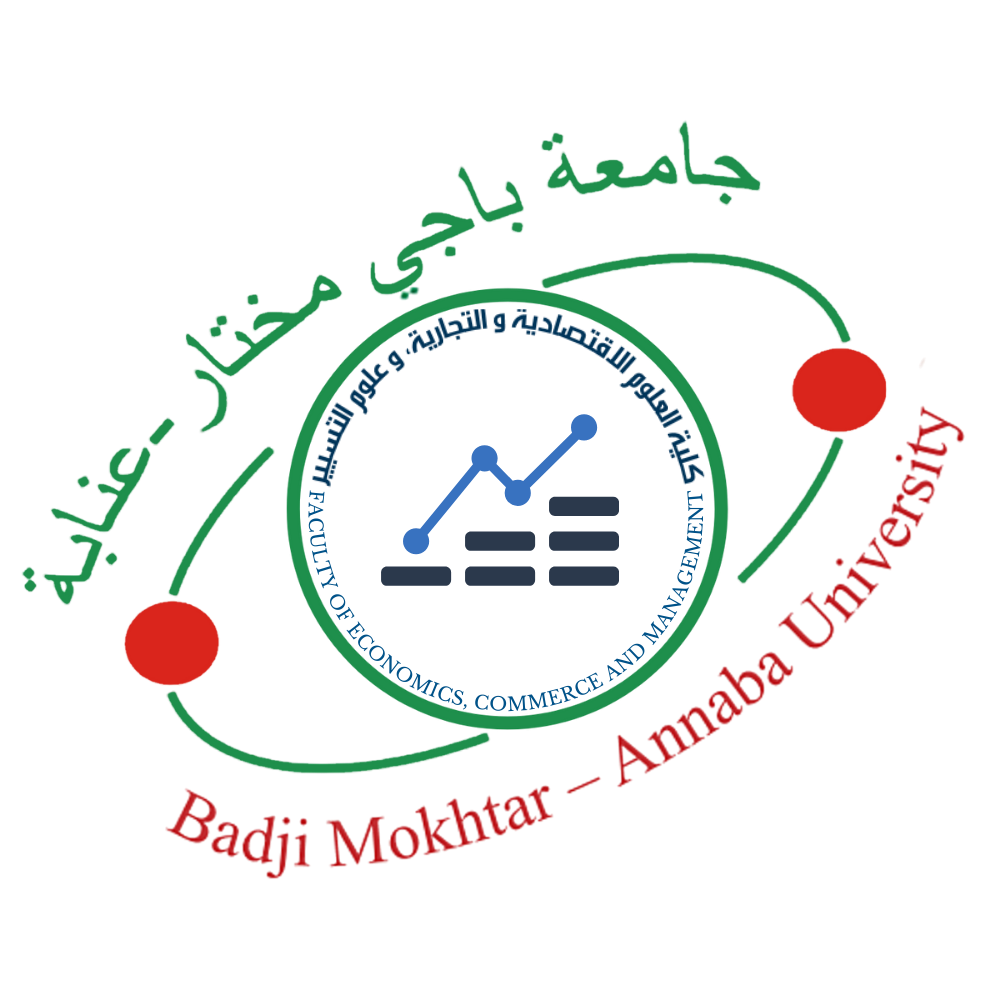 جامعة باجي مختار - عنابة
كلية العلوم الاقتصادية و التجارية، و علوم التسيير
FACULTY OF ECONOMICS, COMMERCE AND MANAGEMENT
Badji Mokhtar – Annaba University